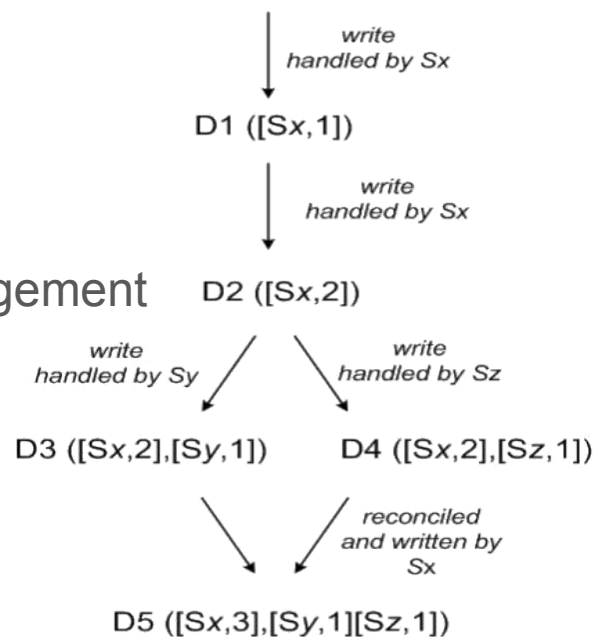 write
handled by Sx
D1 ([Sx,1])
write
handled by Sx
gement
D2 ([Sx,2])
write
handled by Sy
write
handled by Sz
D3 ([Sx,2],[Sy,1])
D4 ([Sx,2],[Sz,1])
reconciled
and written by
Sx
D5 ([Sx,3],[Sy,1][Sz,1])